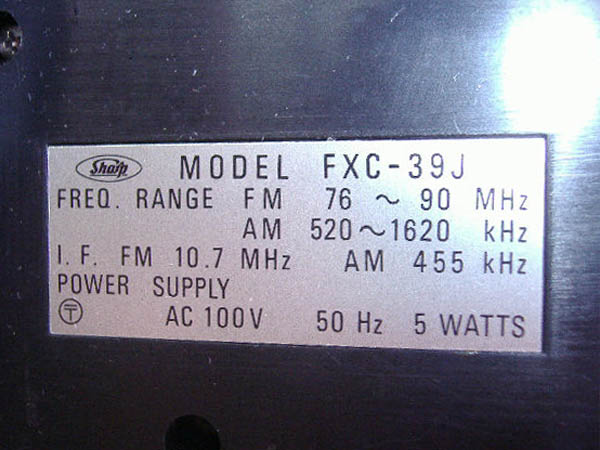 Sharp MODEL FXC-39J
FREQ. RANGE FM 76 ~ 90 MHz
AM 520~1620 kHz
I.F. FM 10.7 MHz AM 455 kHz
POWER SUPPLY
〶 AC 100V 50 Hz 5 WATTS